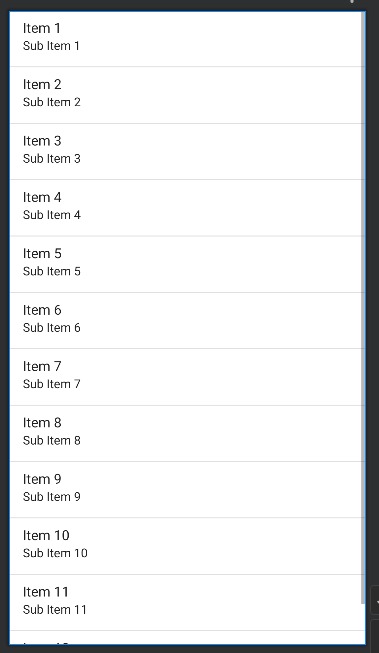 Item 1
Sub Item 1
Item 2
Sub Item 2
Item 3
Sub Item 3
Item 4
Sub Item 4
Item 5
Sub Item 5
Item 6
Sub Item 6
Item 7
Sub Item 7
Item 8
Sub Item 8
Item 9
Sub Item 9
Item 10
Sub Item 10
Item 11
Sub Item 11